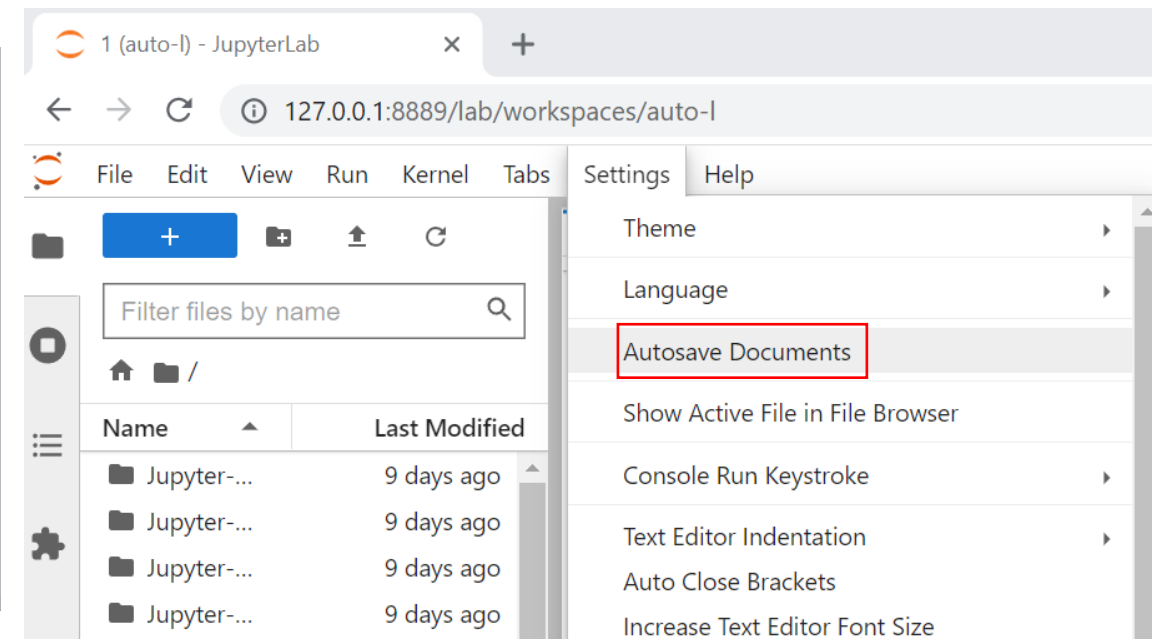 1 (auto-l) - JupyterLab
127.0.0.1:8889/lab/workspaces/auto-l
File Edit View Run Kernel Tabs Settings Help
Filter files by name
/
Name Last Modified
Jupyter-... 9 days ago
Jupyter-... 9 days ago
Jupyter-... 9 days ago
Jupyter-... 9 days ago
Theme
Language
Autosave Documents
Show Active File in File Browser
Console Run Keystroke
Text Editor Indentation
Auto Close Brackets
Increase Text Editor Font Size